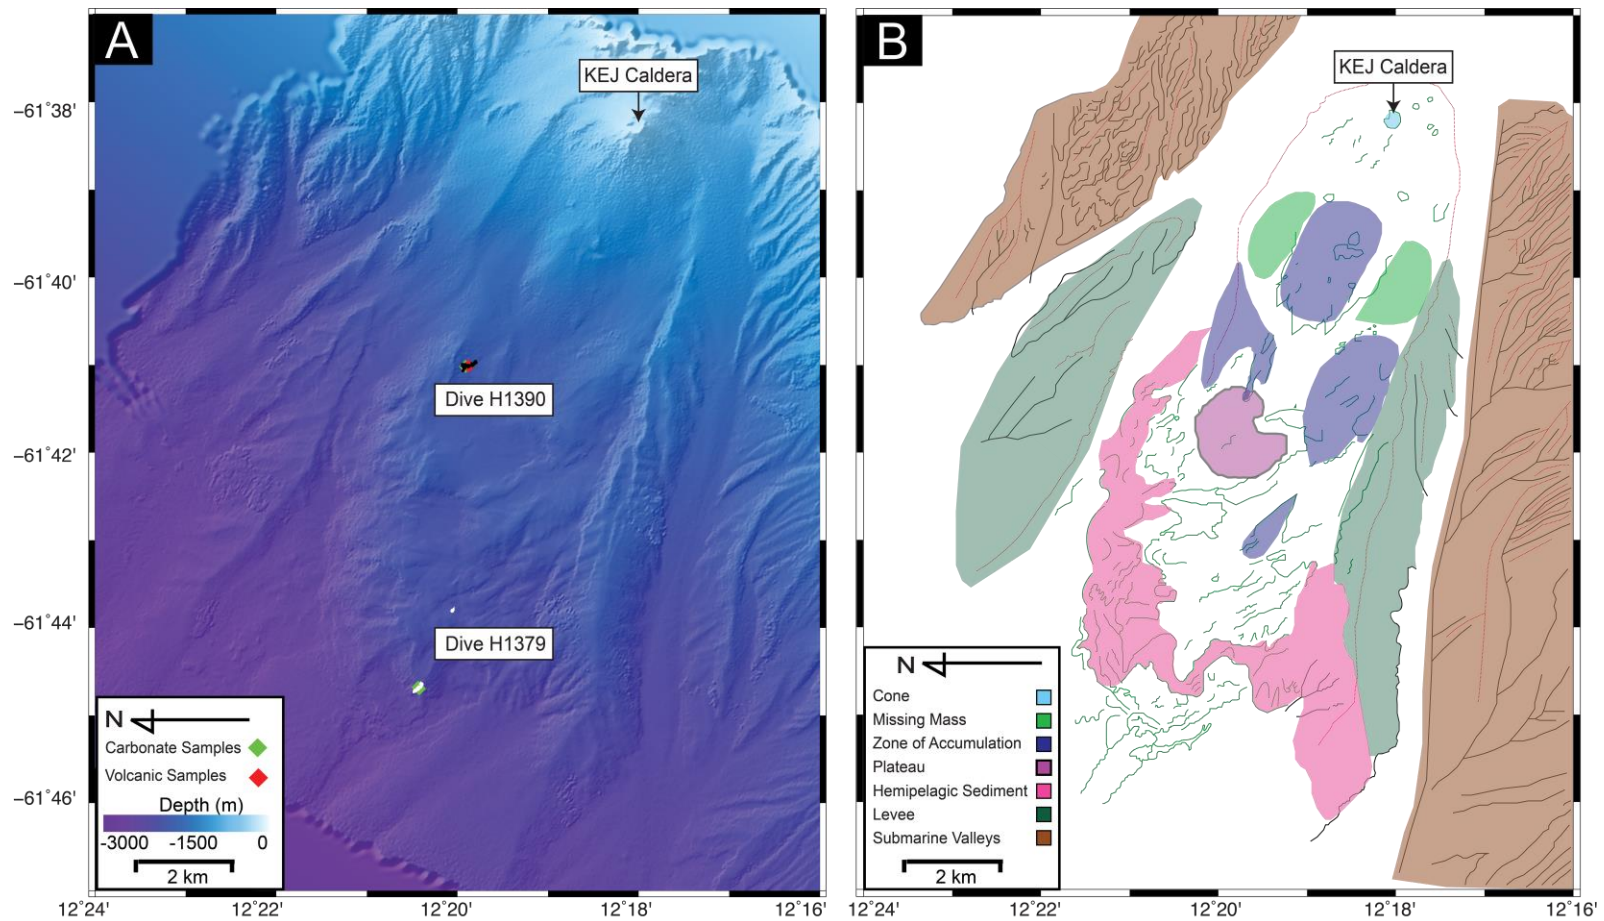 A
KEJ Caldera
−61˚38'
−61˚40'
−61˚42'
−61˚44'
−61˚46'
Dive H1390
Dive H1379
N
Carbonate Samples
Volcanic Samples
Depth (m)
-3000 -1500 0
2 km
12˚24' 12˚22' 12˚20' 12˚18' 12˚16'
B
KEJ Caldera
N
Cone
Missing Mass
Zone of Accumulation
Plateau
Hemipelagic Sediment
Levee
Submarine Valleys
2 km
12˚24' 12˚22' 12˚20' 12˚18' 12˚16'